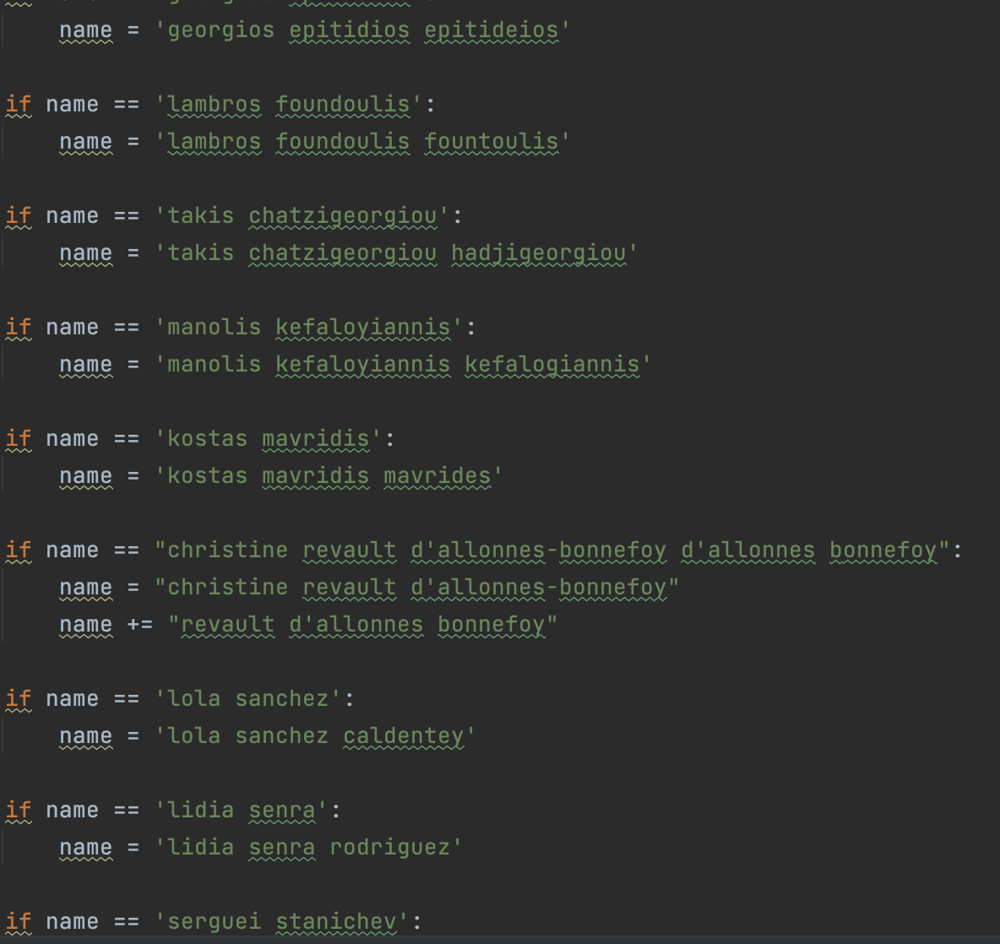 name = 'georgios epitidios epitideios'
if name == 'lambros foundoulis':
name = 'lambros foundoulis fountoulis'
if name == 'takis chatzigeorgiou':
name = 'takis chatzigeorgiou hadjigeorgiou'
if name == 'manolis kefaloyiannis':
name = 'manolis kefaloyiannis kefalogiannis'
if name == 'kostas mavridis':
name = 'kostas mavridis mavrides'
if name == "christine revault d'allonnes-bonnefoy d'allonnes bonnefoy":
name = "christine revault d'allonnes-bonnefoy"
name += "revault d'allonnes bonnefoy"
if name == 'lola sanchez':
name = 'lola sanchez caldentey'
if name == 'lidia senra':
name = 'lidia senra rodriguez'
if name == 'serguei stanichev':